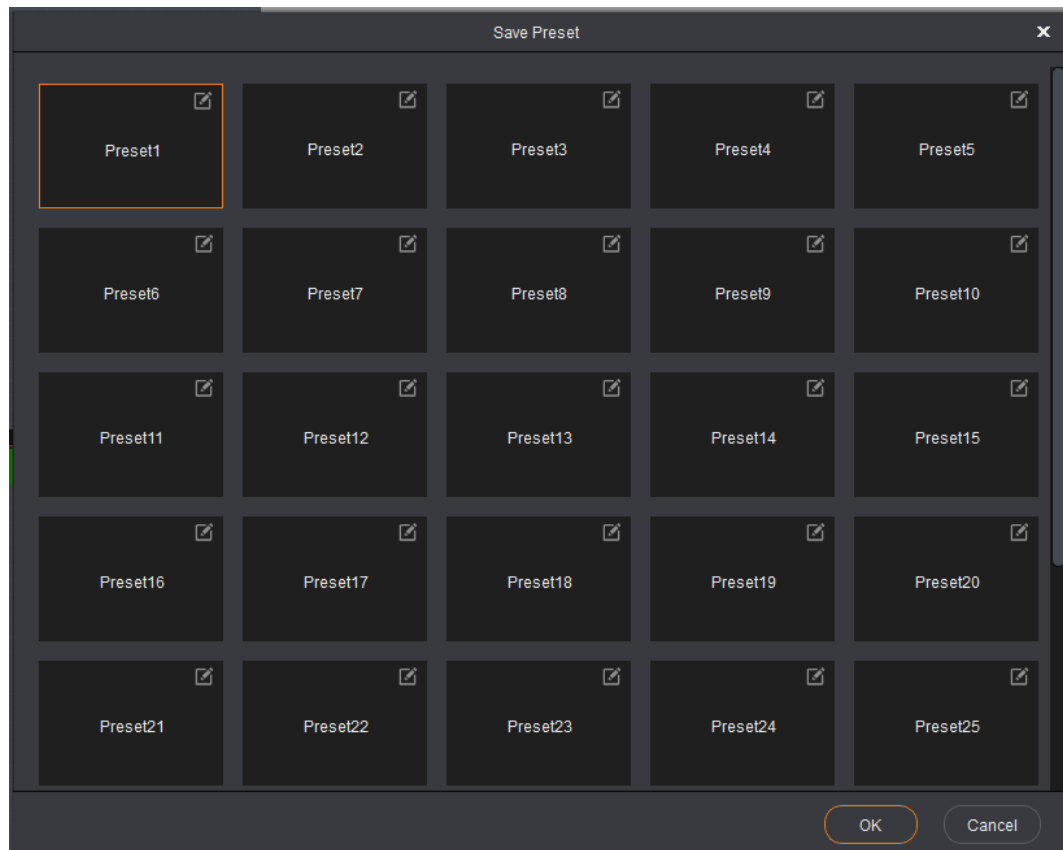 Save Preset x
Preset1 Preset2 Preset3 Preset4 Preset5
Preset6 Preset7 Preset8 Preset9 Preset10
Preset11 Preset12 Preset13 Preset14 Preset15
Preset16 Preset17 Preset18 Preset19 Preset20
Preset21 Preset22 Preset23 Preset24 Preset25
OK Cancel